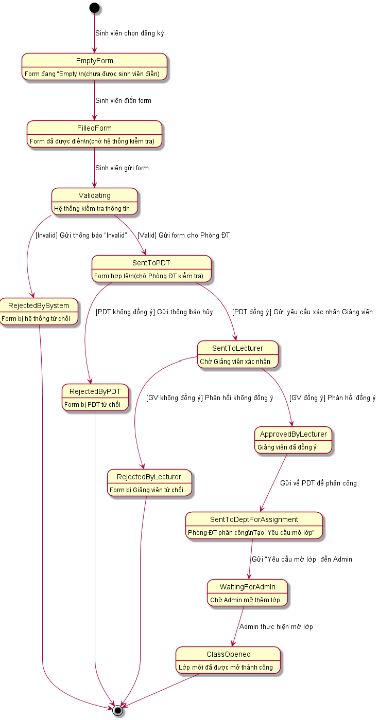 Sinh viên chọn đăng ký
EmptyForm
Form đang "Empty \n(chưa được sinh viên điền)
Sinh viên điền form
FilledForm
Form đã được điền\n(chờ hệ thống kiểm tra)
Sinh viên gửi form
Validating
Hệ thống kiểm tra thông tin
[Invalid] Gửi thông báo "Invalid"
[Valid] Gửi form cho Phòng ĐT
SentToPDT
Form hợp lệ\n(chờ Phòng ĐT kiểm tra)
RejectedBySystem
Form bị hệ thống từ chối
[PDT không đồng ý] Gửi thông báo hủy
[PDT đồng ý] Gửi yêu cầu xác nhận Giảng viên
SentToLecturer
Chờ Giảng viên xác nhận
RejectedByPDT
Form bị PDT từ chối
[GV không đồng ý] Phản hồi không đồng ý
[GV đồng ý] Phản hồi đồng ý
ApprovedByLecturer
Giảng viên đã đồng ý
RejectedByLecturer
Form bị Giảng viên từ chối
Gửi về PDT để phân công
SentToDeptForAssignment
Phòng ĐT phân công\nTạo "Yêu cầu mở lớp"
Gửi "Yêu cầu mở lớp" đến Admin
WaitingForAdmin
Chờ Admin mở thêm lớp
Admin thực hiện mở lớp
ClassOpened
Lớp mới đã được mở thành công